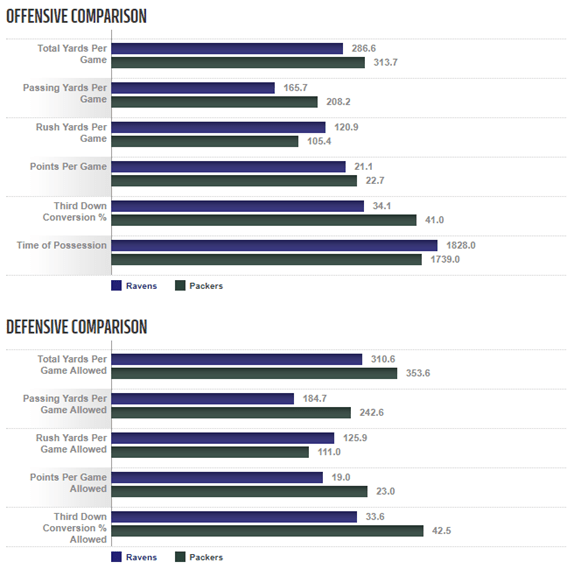 OFFENSIVE COMPARISON
Total Yards Per
Game
286.6
313.7
Passing Yards Per
Game
165.7
208.2
Rush Yards Per
Game
120.9
105.4
Points Per Game
21.1
22.7
Third Down
Conversion %
34.1
41.0
Time of Possession
1828.0
1739.0
Ravens Packers
DEFENSIVE COMPARISON
Total Yards Per
Game Allowed
310.6
353.6
Passing Yards Per
Game Allowed
184.7
242.6
Rush Yards Per
Game Allowed
125.9
111.0
Points Per Game
Allowed
19.0
23.0
Third Down
Conversion %
Allowed
33.6
42.5
Ravens Packers